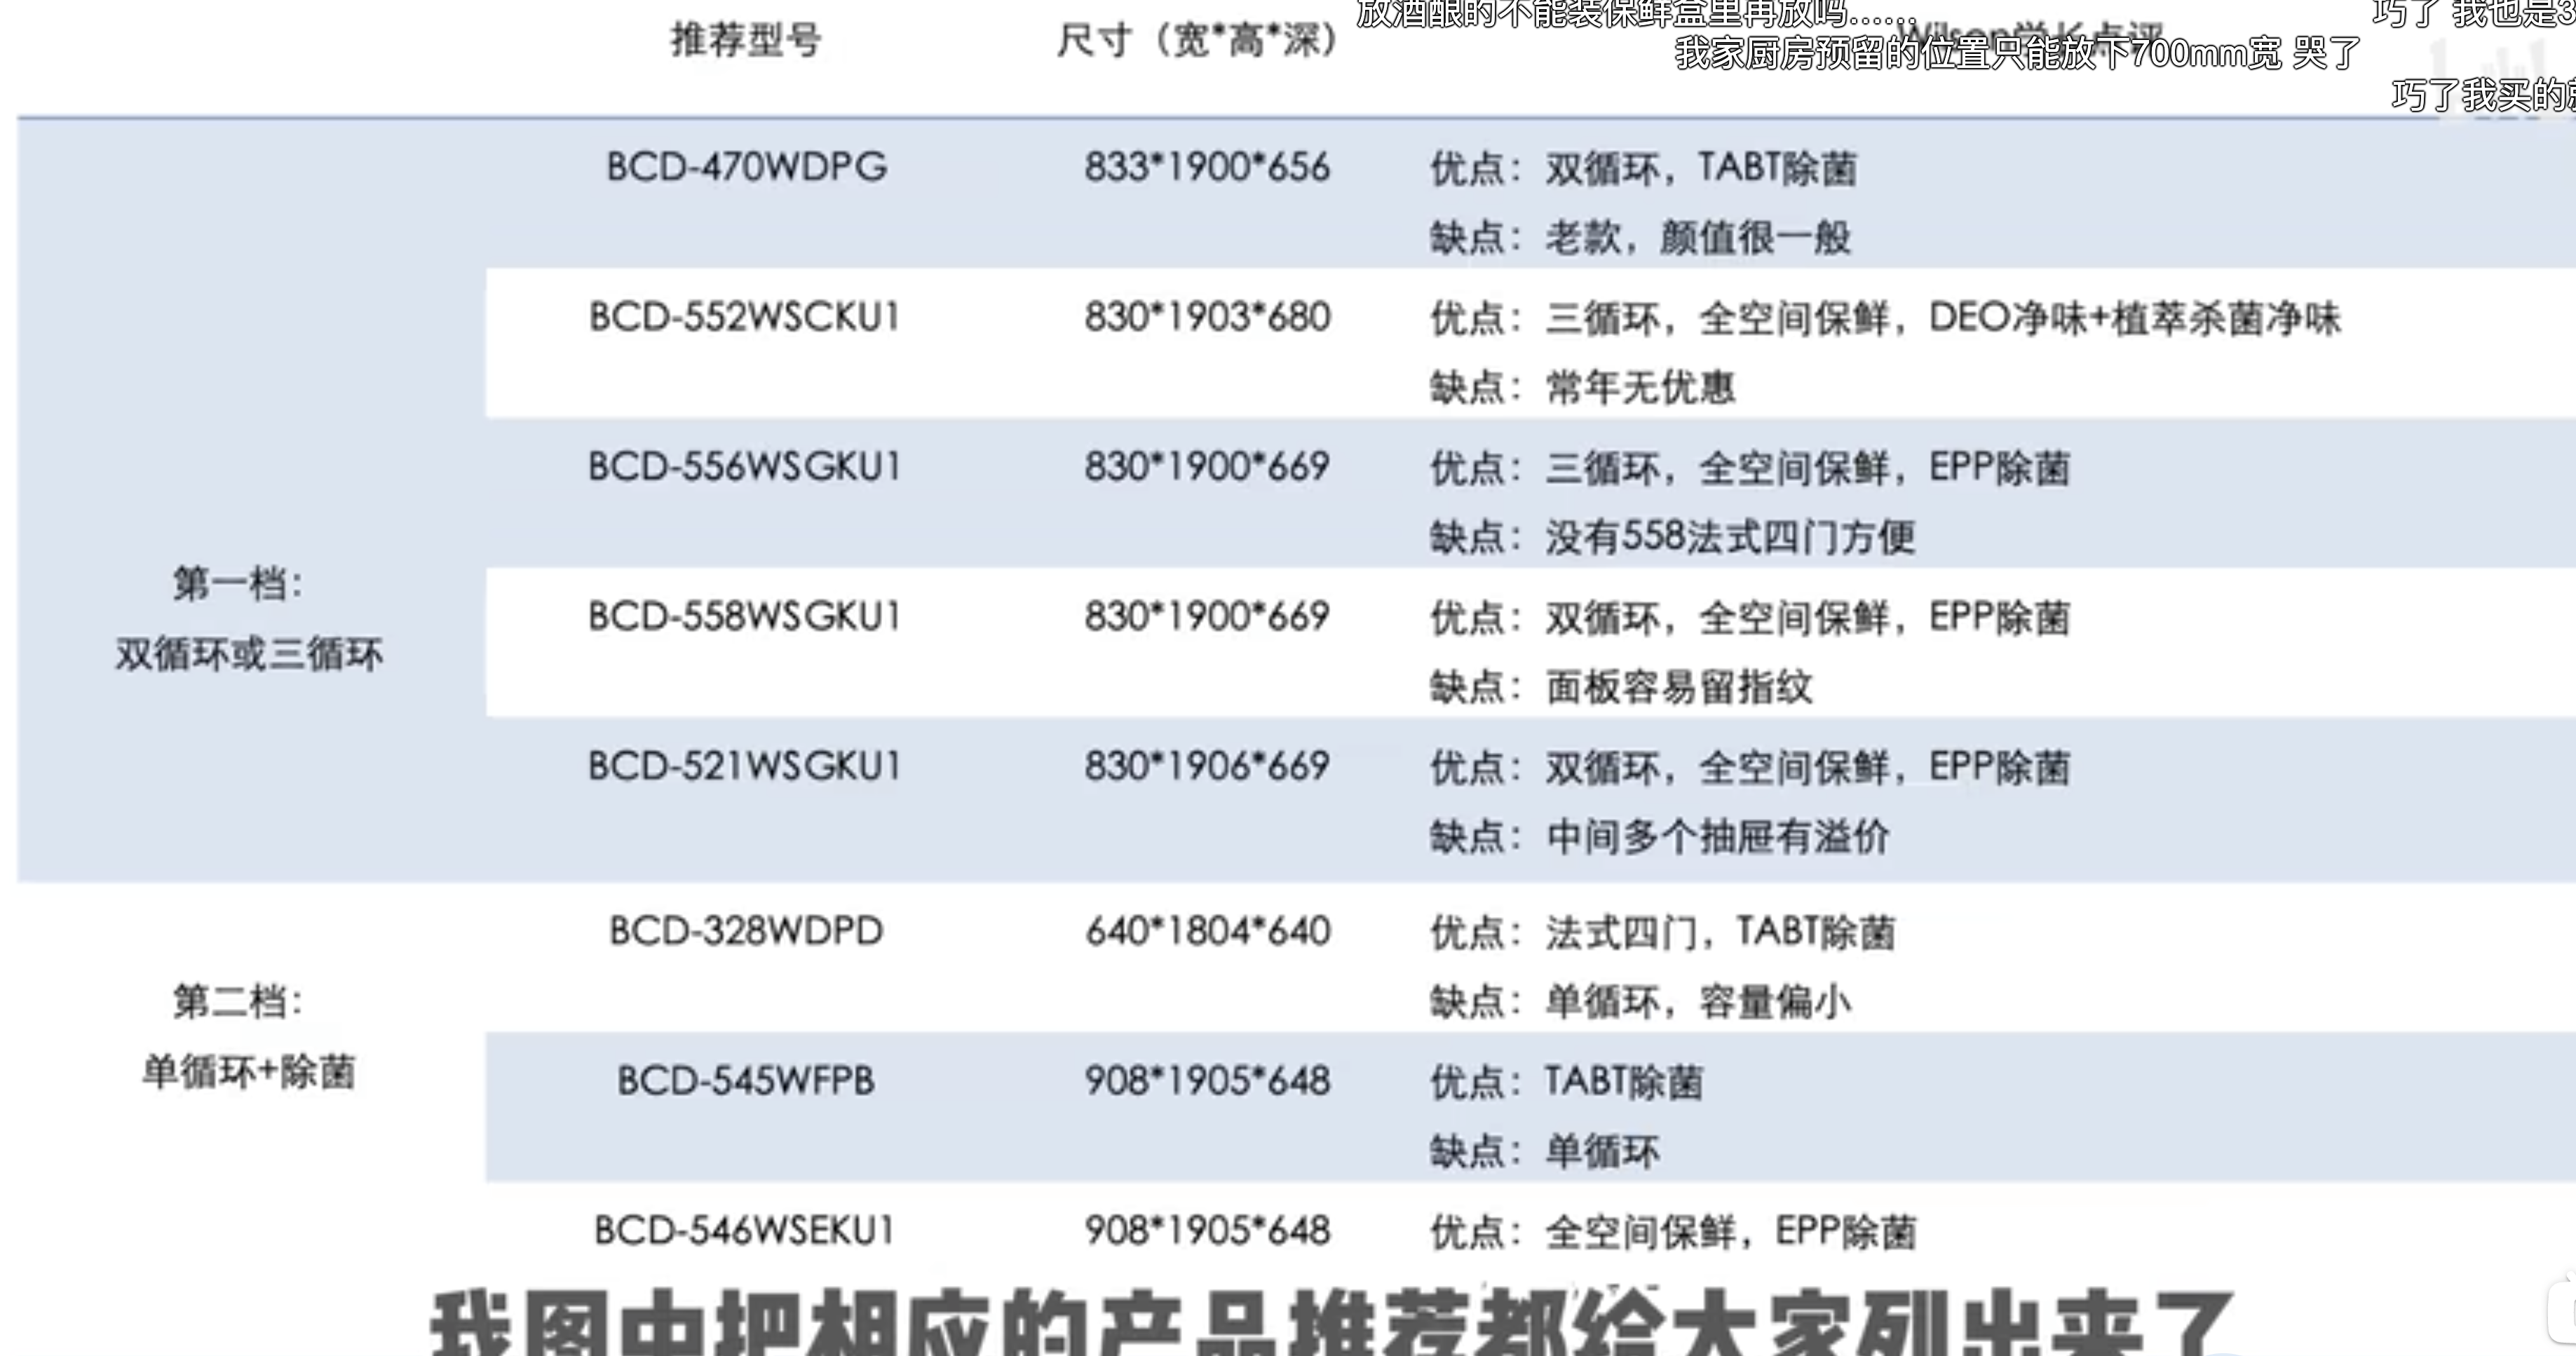 放酒酿的不能装保鲜盒里再放吗……
巧了 我也是3
推荐型号 尺寸（宽*高*深） Wilson学长点评
我家厨房预留的位置只能放下700mm宽 哭了
巧了我买的
BCD-470WDPG 833*1900*656 优点：双循环，TABT除菌
缺点：老款，颜值很一般
BCD-552WSCKU1 830*1903*680 优点：三循环，全空间保鲜，DEO净味+植萃杀菌净味
缺点：常年无优惠
BCD-556WSGKU1 830*1900*669 优点：三循环，全空间保鲜，EPP除菌
缺点：没有558法式四门方便
第一档：
双循环或三循环
BCD-558WSGKU1 830*1900*669 优点：双循环，全空间保鲜，EPP除菌
缺点：面板容易留指纹
BCD-521WSGKU1 830*1906*669 优点：双循环，全空间保鲜，EPP除菌
缺点：中间多个抽屉有溢价
BCD-328WDPD 640*1804*640 优点：法式四门，TABT除菌
缺点：单循环，容量偏小
第二档：
单循环+除菌
BCD-545WFPB 908*1905*648 优点：TABT除菌
缺点：单循环
BCD-546WSEKU1 908*1905*648 优点：全空间保鲜，EPP除菌
我图中把相应的产品推荐都给大家列出来了